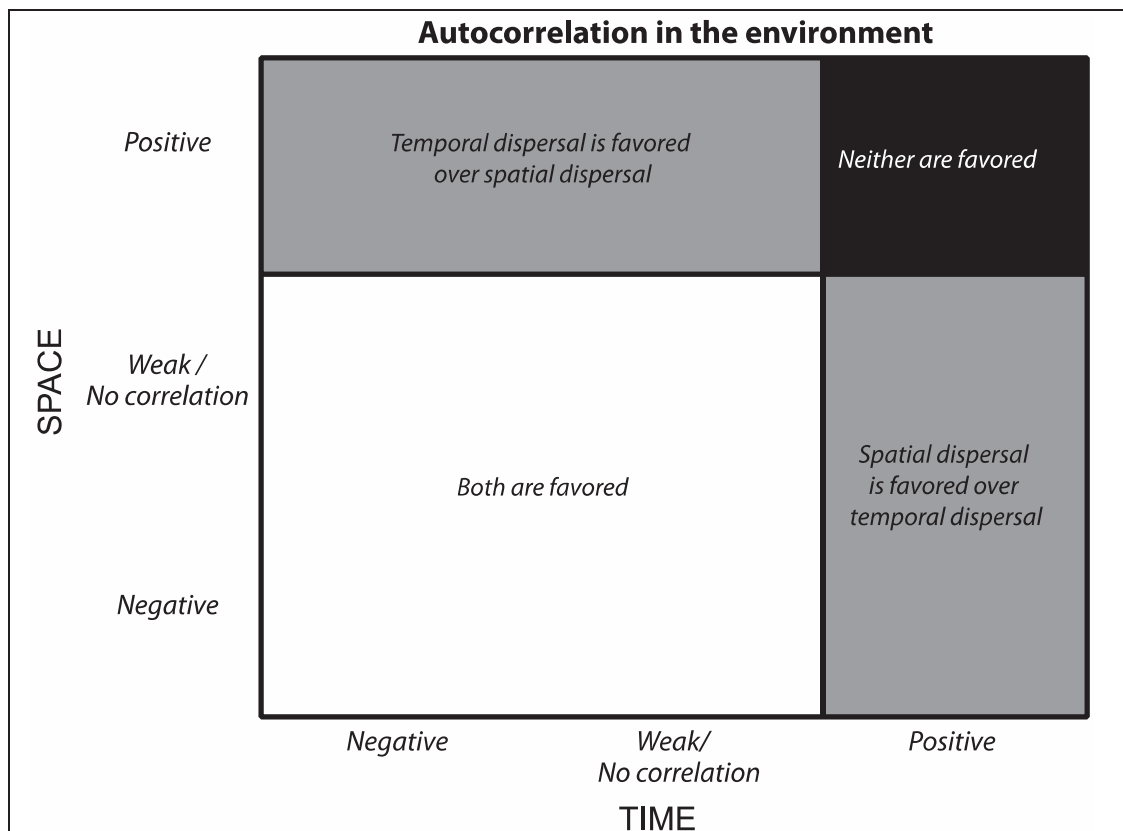 Autocorrelation in the environment
Positive
Temporal dispersal is favored
over spatial dispersal
Neither are favored
SPACE
Weak /
No correlation
Both are favored
Spatial dispersal
is favored over
temporal dispersal
Negative
Negative
Weak/
No correlation
Positive
TIME